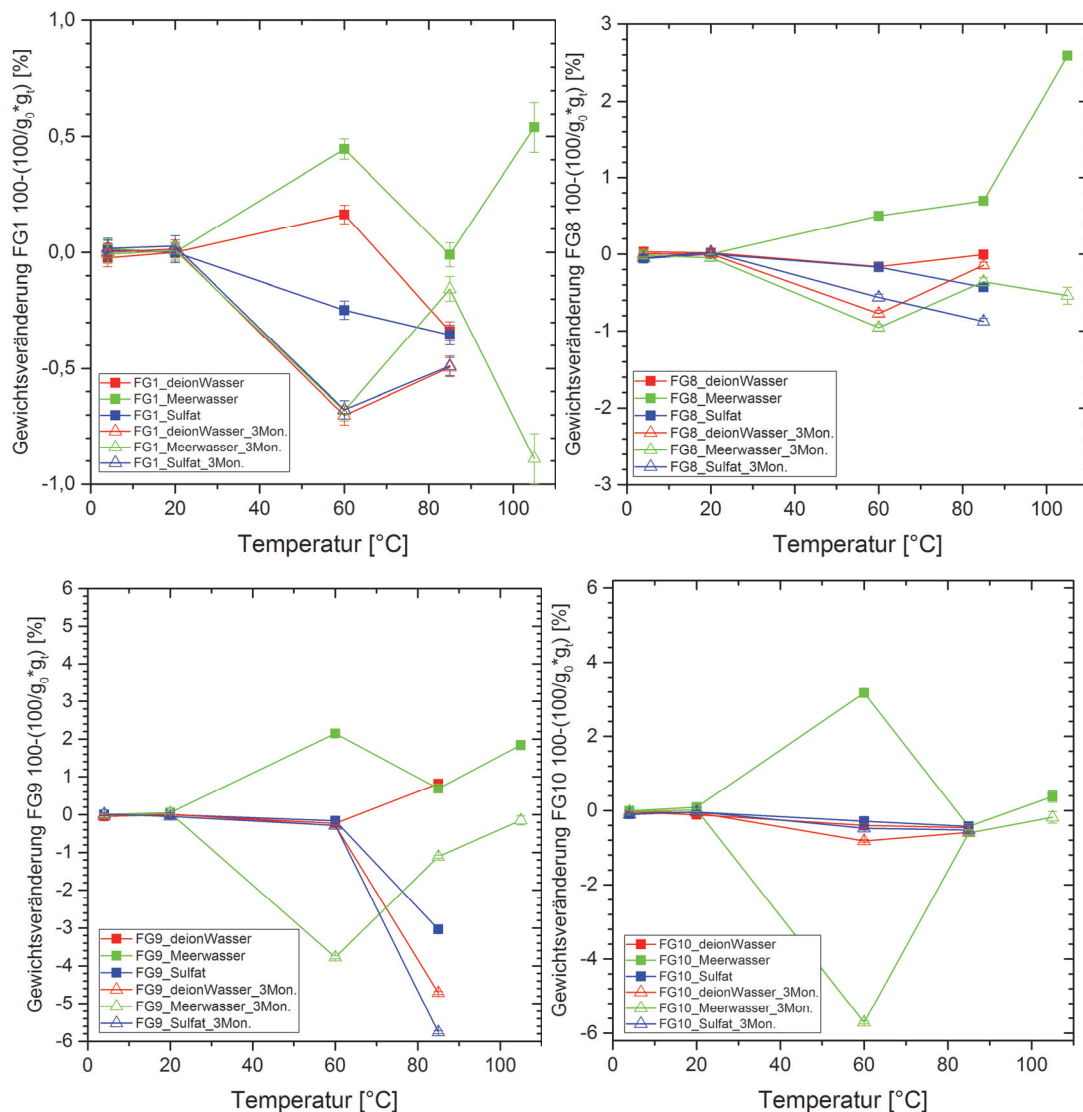 Gewichtsveränderung FG1 100-(100/g₀*gₜ) [%]
1,0
0,5
0,0
-0,5
-1,0
FG1_deionWasser
FG1_Meerwasser
FG1_Sulfat
FG1_deionWasser_3Mon.
FG1_Meerwasser_3Mon.
FG1_Sulfat_3Mon.
0 20 40 60 80 100
Temperatur [°C]
Gewichtsveränderung FG8 100-(100/g₀*gₜ) [%]
3
2
1
0
-1
-2
-3
FG8_deionWasser
FG8_Meerwasser
FG8_Sulfat
FG8_deionWasser_3Mon.
FG8_Meerwasser_3Mon.
FG8_Sulfat_3Mon.
0 20 40 60 80 100
Temperatur [°C]
Gewichtsveränderung FG9 100-(100/g₀*gₜ) [%]
6
5
4
3
2
1
0
-1
-2
-3
-4
-5
-6
FG9_deionWasser
FG9_Meerwasser
FG9_Sulfat
FG9_deionWasser_3Mon.
FG9_Meerwasser_3Mon.
FG9_Sulfat_3Mon.
0 20 40 60 80 100
Temperatur [°C]
Gewichtsveränderung FG10 100-(100/g₀*gₜ) [%]
6
4
2
0
-2
-4
-6
FG10_deionWasser
FG10_Meerwasser
FG10_Sulfat
FG10_deionWasser_3Mon.
FG10_Meerwasser_3Mon.
FG10_Sulfat_3Mon.
0 20 40 60 80 100
Temperatur [°C]